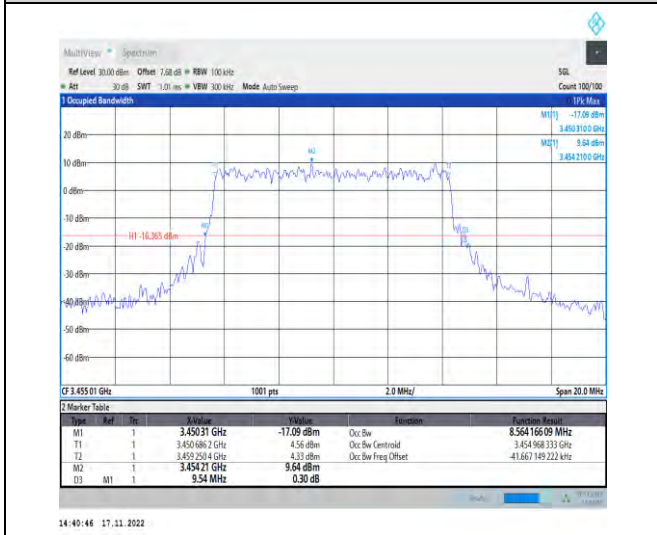 MultiView Spectrum
Ref Level 30.00 dBm Offset 7.68 dB RBW 100 kHz SGL
Att 30 dB SWT 1.01 ms VBW 300 kHz Mode Auto Sweep Count 100/100
1 Occupied Bandwidth 1Pk Max
M1[1] -17.09 dBm
3.450 310 0 GHz
M2[1] 9.64 dBm
3.454 210 0 GHz
20 dBm
M2
10 dBm
T1 T2
0 dBm
-10 dBm
M1 D3
H1 -16.365 dBm
-20 dBm
-30 dBm
-40 dBm
-50 dBm
-60 dBm
CF 3.455 01 GHz 1001 pts 2.0 MHz/ Span 20.0 MHz
2 Marker Table
Type Ref Trc X-Value Y-Value Function Function Result
M1 1 3.450 31 GHz -17.09 dBm Occ Bw 8.564 166 09 MHz
T1 1 3.450 686 2 GHz 4.56 dBm Occ Bw Centroid 3.454 968 333 GHz
T2 1 3.459 250 4 GHz 4.33 dBm Occ Bw Freq Offset -41.667 149 222 kHz
M2 1 3.454 21 GHz 9.64 dBm
D3 M1 1 9.54 MHz 0.30 dB
14:40:46 17.11.2022